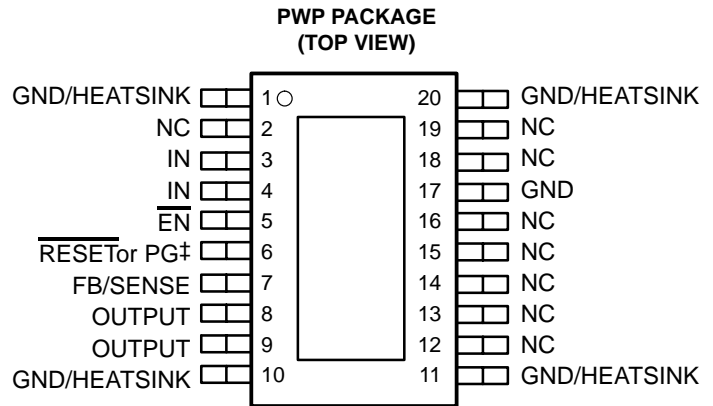 PWP PACKAGE
(TOP VIEW)
GND/HEATSINK 1 20 GND/HEATSINK
NC 2 19 NC
IN 3 18 NC
IN 4 17 GND
EN 5 16 NC
RESETor PG‡ 6 15 NC
FB/SENSE 7 14 NC
OUTPUT 8 13 NC
OUTPUT 9 12 NC
GND/HEATSINK 10 11 GND/HEATSINK